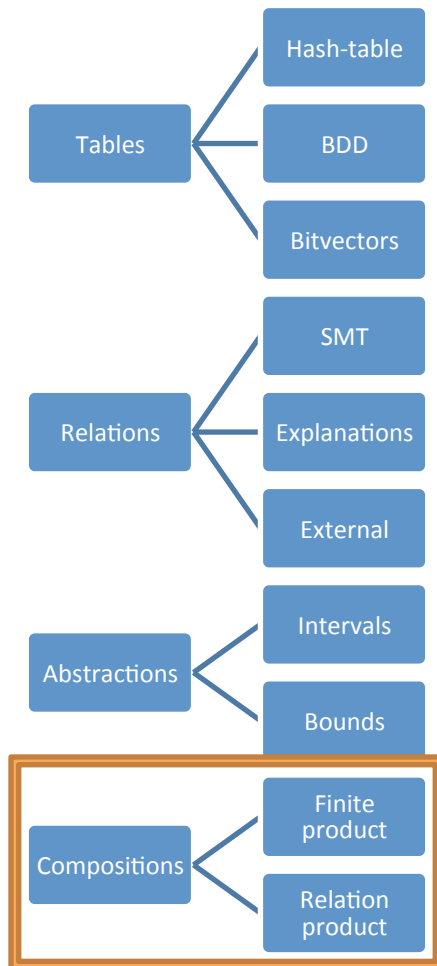 Tables
Hash-table
BDD
Bitvectors
Relations
SMT
Explanations
External
Abstractions
Intervals
Bounds
Compositions
Finite
product
Relation
product